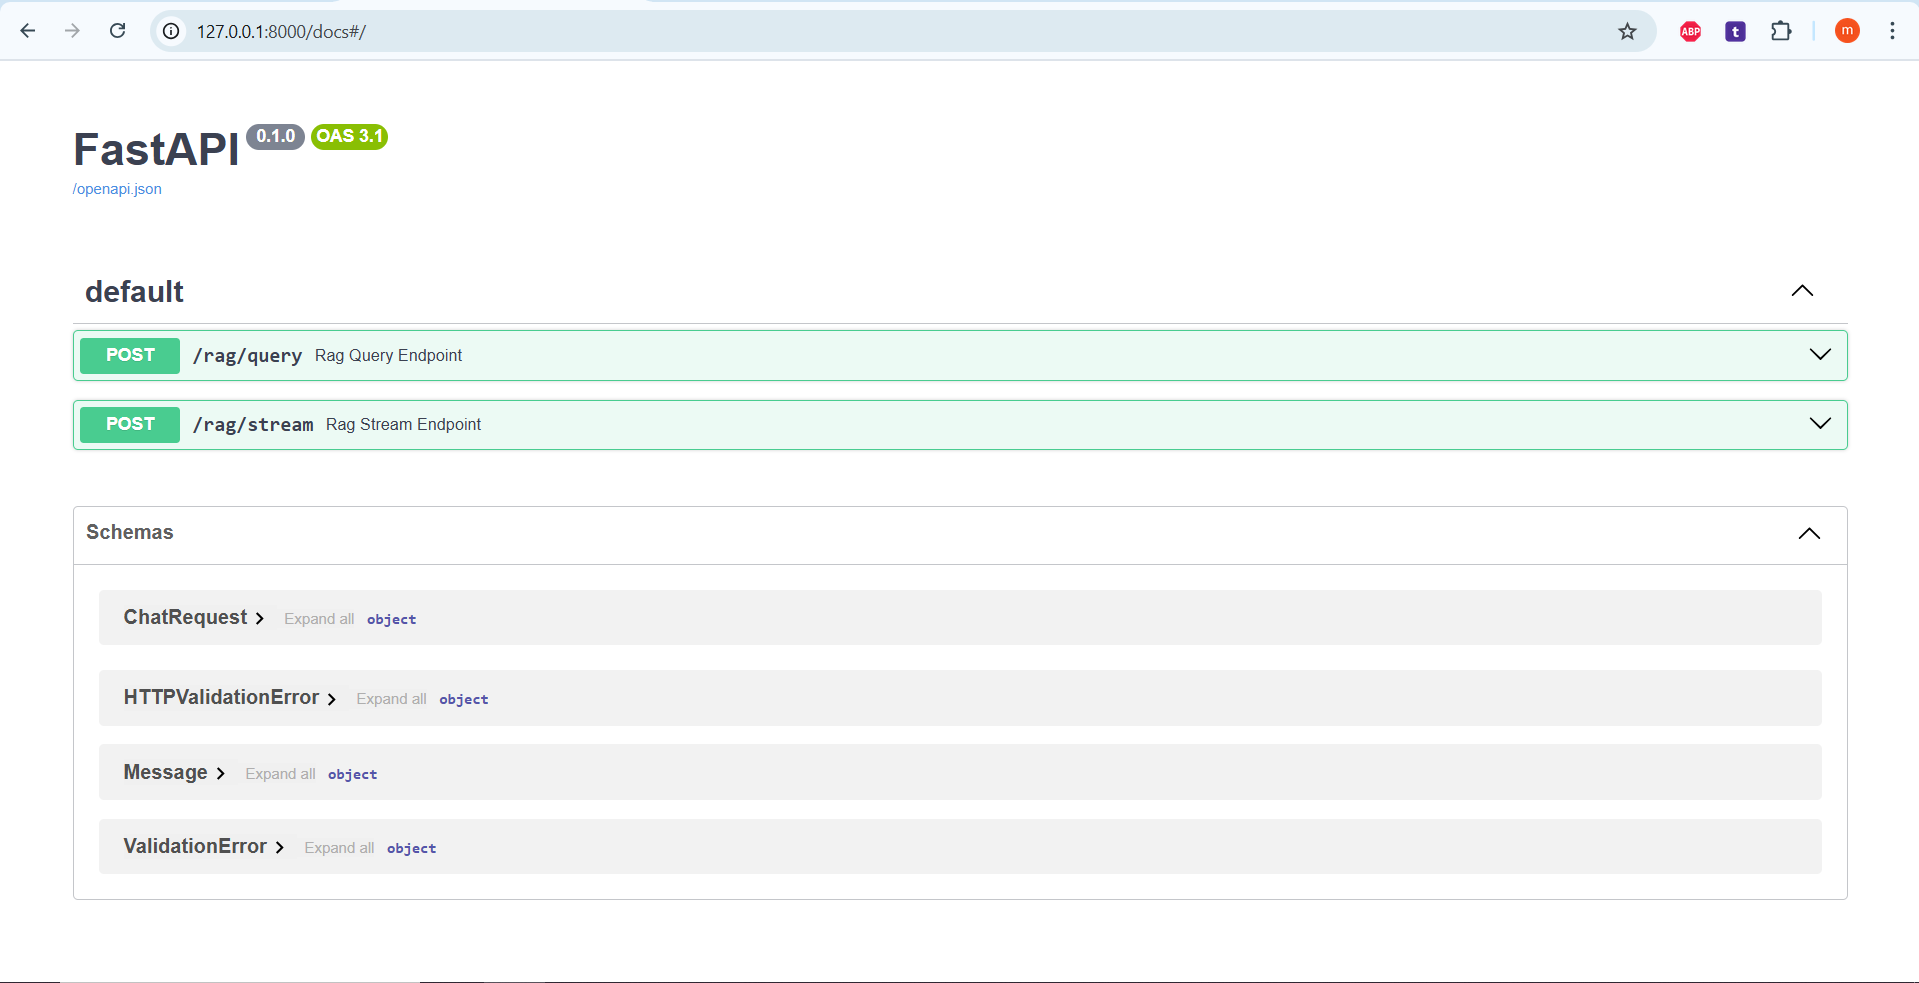 127.0.0.1:8000/docs#/
ABP
t
m
FastAPI 0.1.0 OAS 3.1
/openapi.json
default
POST /rag/query Rag Query Endpoint
POST /rag/stream Rag Stream Endpoint
Schemas
ChatRequest Expand all object
HTTPValidationError Expand all object
Message Expand all object
ValidationError Expand all object